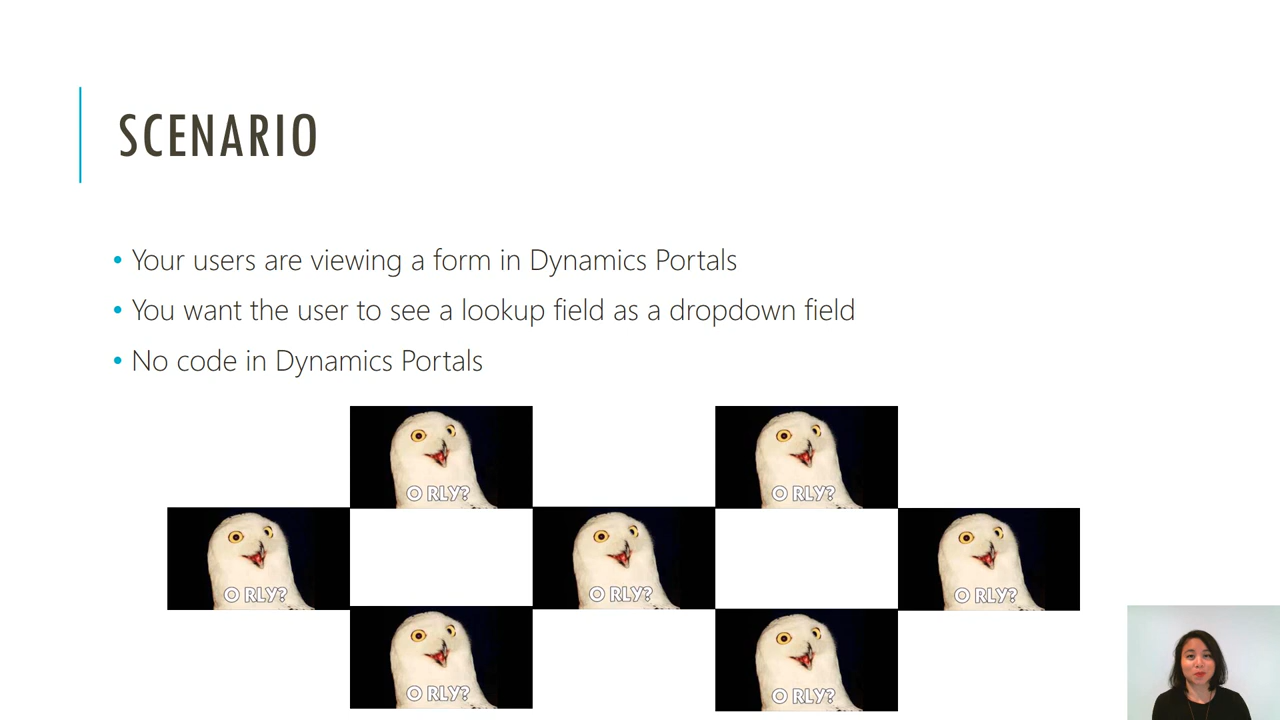 SCENARIO
• Your users are viewing a form in Dynamics Portals
• You want the user to see a lookup field as a dropdown field
• No code in Dynamics Portals
O RLY?
O RLY?
O RLY?
O RLY?
O RLY?
O RLY?
O RLY?